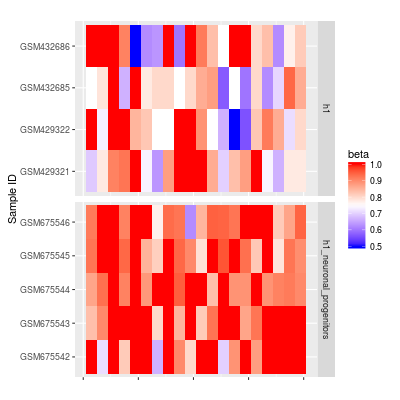 Sample ID
GSM432686
GSM432685
GSM429322
GSM429321
h1
GSM675546
GSM675545
GSM675544
GSM675543
GSM675542
h1_neuronal_progenitors
beta
1.0
0.9
0.8
0.7
0.6
0.5